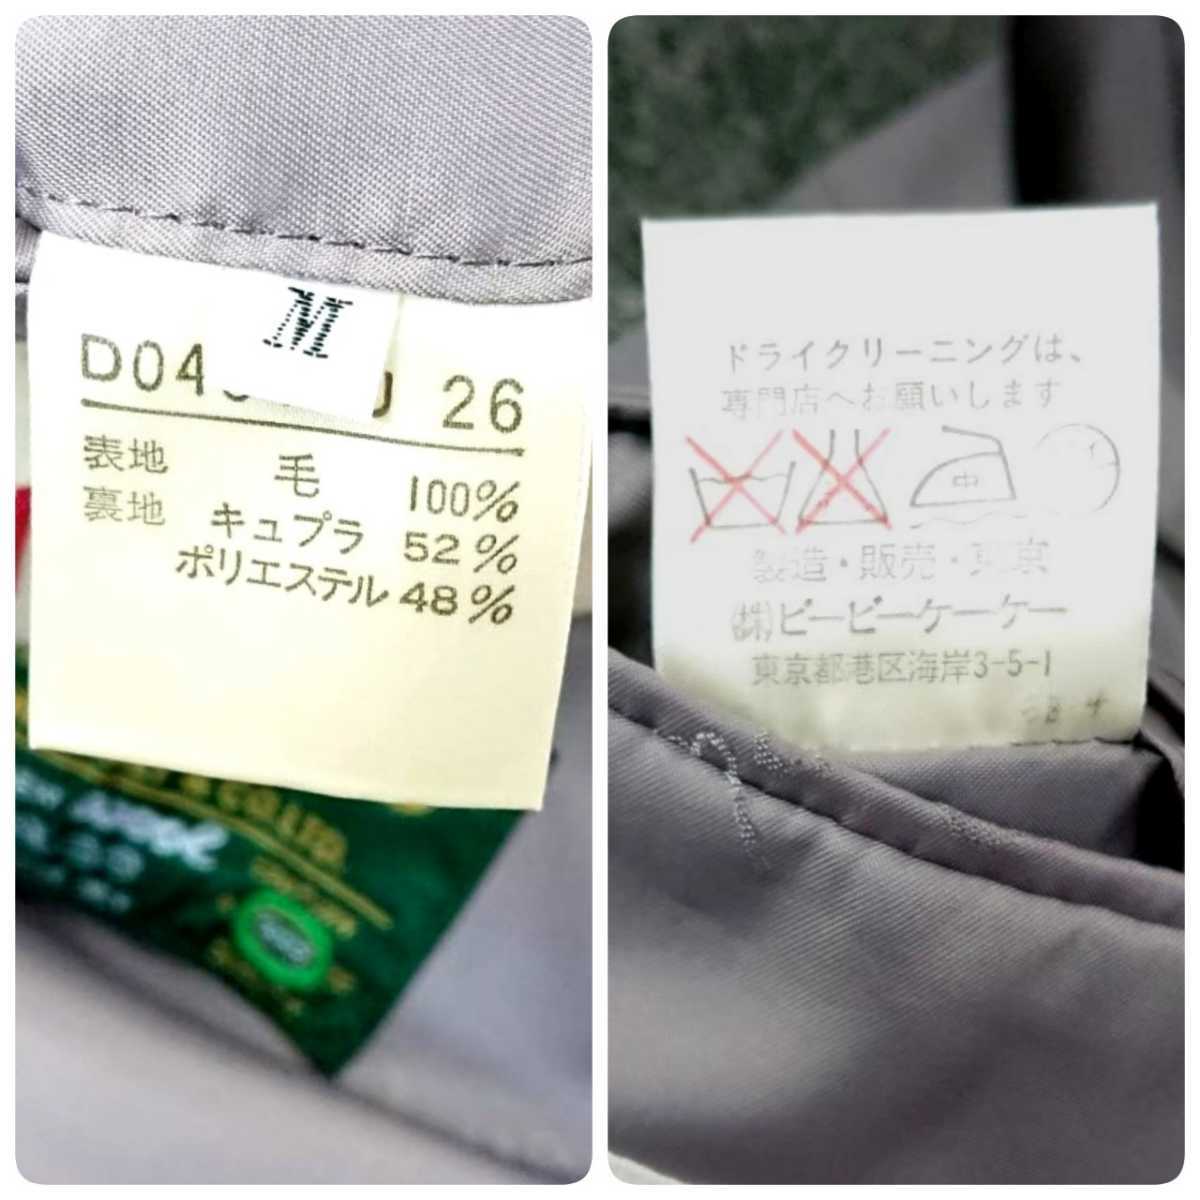 M
26
表地 毛 100%
裏地 キュプラ 52%
ポリエステル 48%
& CO. LTD.
ドライクリーニングは、
専門店へお願いします
中
製造・販売・東京
(株)ビービーケーケー
東京都港区海岸3-5-1